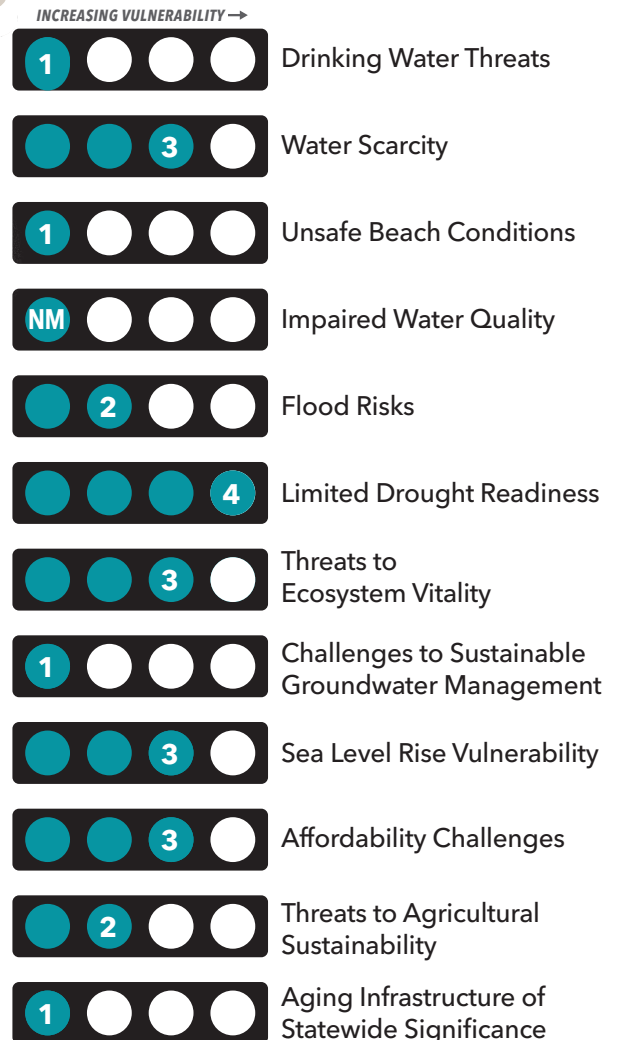 INCREASING VULNERABILITY →
1 Drinking Water Threats
3 Water Scarcity
1 Unsafe Beach Conditions
NM Impaired Water Quality
2 Flood Risks
4 Limited Drought Readiness
3 Threats to
Ecosystem Vitality
1 Challenges to Sustainable
Groundwater Management
3 Sea Level Rise Vulnerability
3 Affordability Challenges
2 Threats to Agricultural
Sustainability
1 Aging Infrastructure of
Statewide Significance